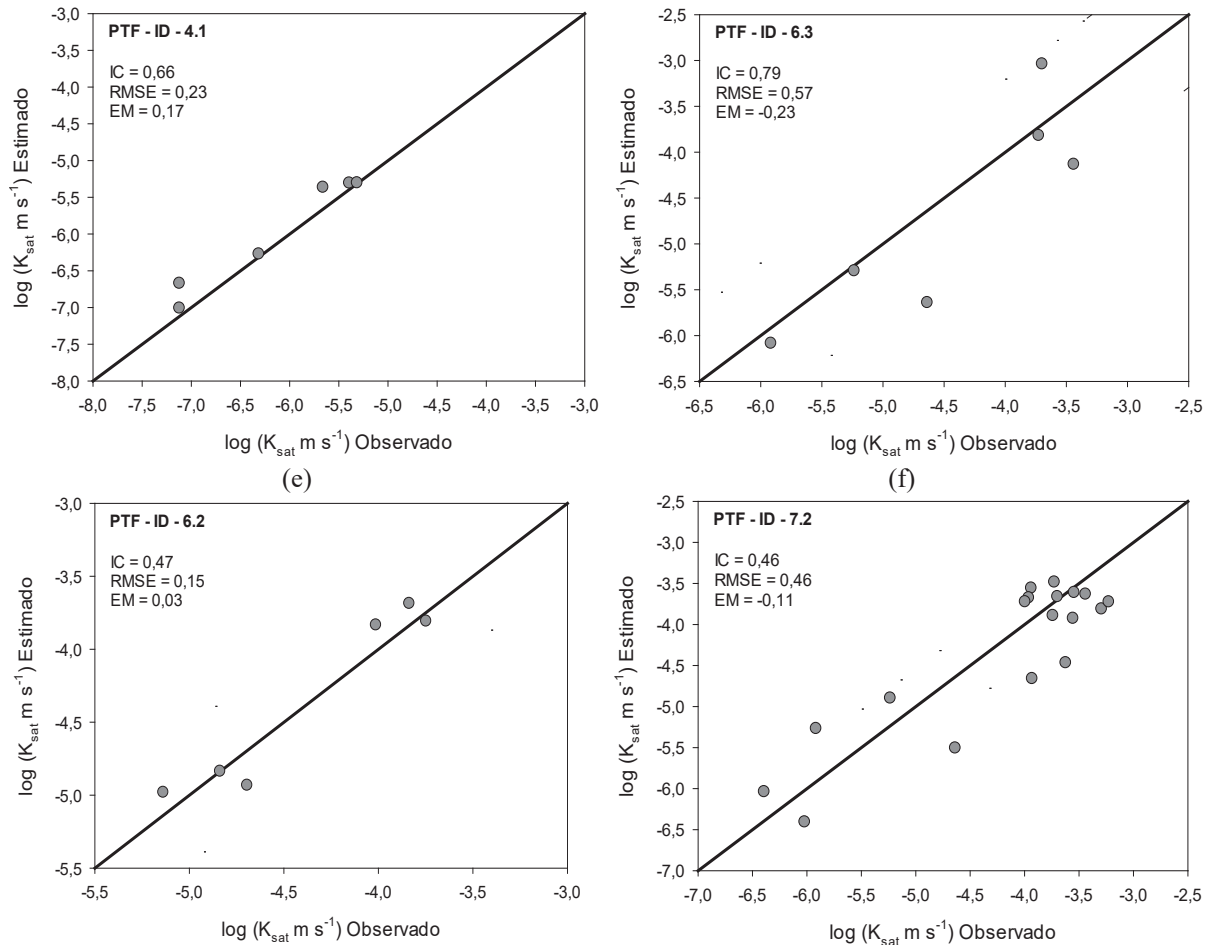 PTF - ID - 4.1
IC = 0,66
RMSE = 0,23
EM = 0,17
log (Ksat m s-1) Estimado
-3,0
-3,5
-4,0
-4,5
-5,0
-5,5
-6,0
-6,5
-7,0
-7,5
-8,0
-8,0 -7,5 -7,0 -6,5 -6,0 -5,5 -5,0 -4,5 -4,0 -3,5 -3,0
log (Ksat m s-1) Observado
(e)
PTF - ID - 6.3
IC = 0,79
RMSE = 0,57
EM = -0,23
log (Ksat m s-1) Estimado
-2,5
-3,0
-3,5
-4,0
-4,5
-5,0
-5,5
-6,0
-6,5
-6,5 -6,0 -5,5 -5,0 -4,5 -4,0 -3,5 -3,0 -2,5
log (Ksat m s-1) Observado
(f)
PTF - ID - 6.2
IC = 0,47
RMSE = 0,15
EM = 0,03
log (Ksat m s-1) Estimado
-3,0
-3,5
-4,0
-4,5
-5,0
-5,5
-5,5 -5,0 -4,5 -4,0 -3,5 -3,0
log (Ksat m s-1) Observado
PTF - ID - 7.2
IC = 0,46
RMSE = 0,46
EM = -0,11
log (Ksat m s-1) Estimado
-2,5
-3,0
-3,5
-4,0
-4,5
-5,0
-5,5
-6,0
-6,5
-7,0
-7,0 -6,5 -6,0 -5,5 -5,0 -4,5 -4,0 -3,5 -3,0 -2,5
log (Ksat m s-1) Observado